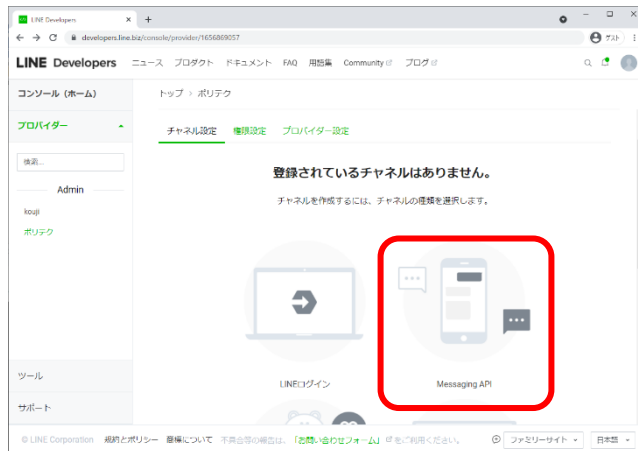 LINE Developers
developers.line.biz/console/provider/1656869057
テスト
LINE Developers ニュース プロダクト ドキュメント FAQ 用語集 Community ブログ
コンソール（ホーム）
トップ › ポリテク
プロバイダー
チャネル設定 権限設定 プロバイダー設定
検索...
登録されているチャネルはありません。
Admin
チャネルを作成するには、チャネルの種類を選択します。
kouji
ポリテク
ツール
LINEログイン
Messaging API
サポート
© LINE Corporation 規約とポリシー 商標について 不具合等の報告は、「お問い合わせフォーム」をご利用ください。 ファミリーサイト 日本語